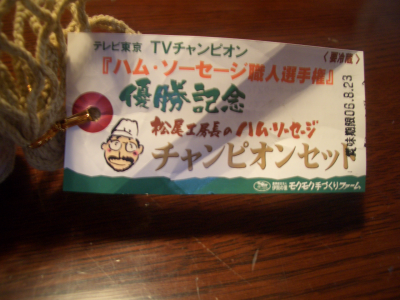 テレビ東京 TVチャンピオン
〈要冷蔵〉
『ハム・ソーセージ職人選手権』
優勝記念
松尾工房長のハム・ソーセージ
チャンピオンセット
賞味期限06.8.23
モクモク手づくりファーム